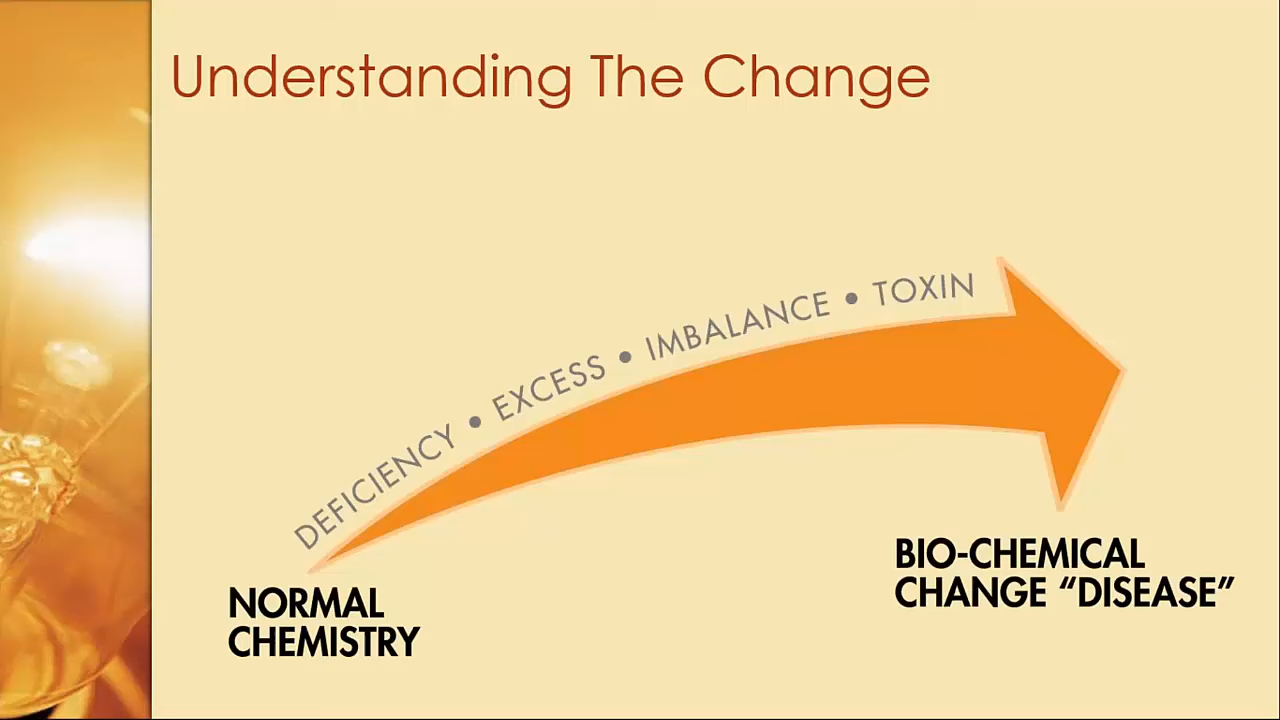 Understanding The Change
DEFICIENCY • EXCESS • IMBALANCE • TOXIN
NORMAL
CHEMISTRY
BIO-CHEMICAL
CHANGE “DISEASE”